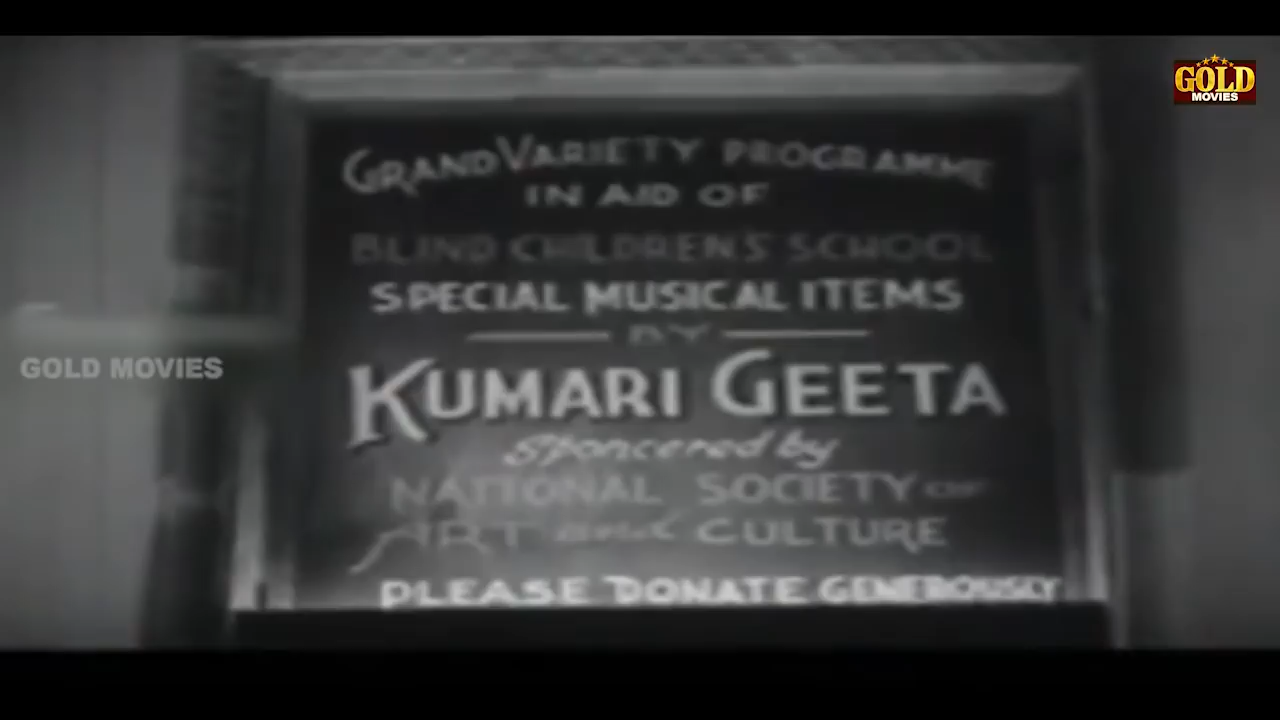 GOLD
MOVIES
GRAND VARIETY PROGRAMME
IN AID OF
BLIND CHILDREN'S SCHOOL
SPECIAL MUSICAL ITEMS
BY
KUMARI GEETA
Sponcered by
NATIONAL SOCIETY OF
ART and CULTURE
PLEASE DONATE GENEROUSLY
GOLD MOVIES